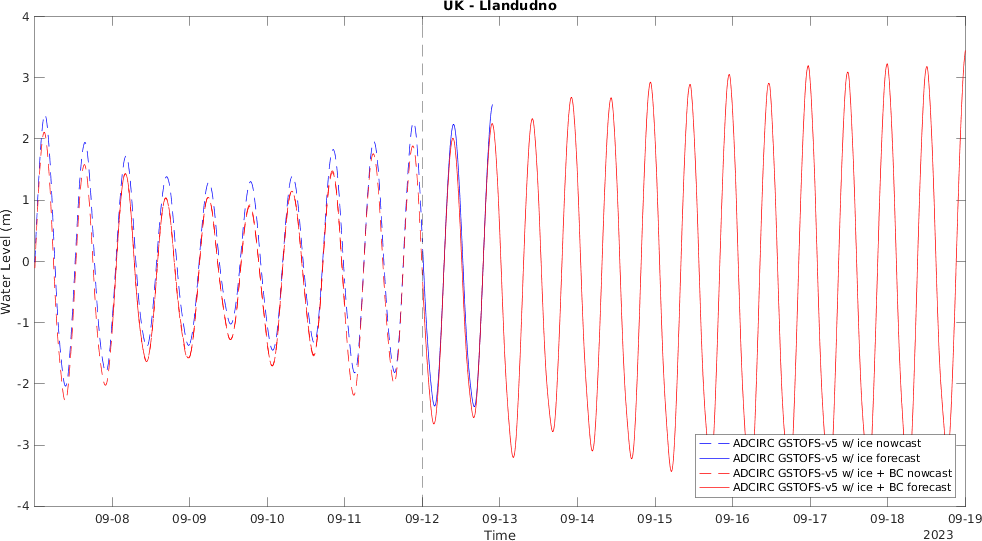 UK - Llandudno
4
3
2
1
0
-1
-2
-3
-4
Water Level (m)
ADCIRC GSTOFS-v5 w/ ice nowcast
ADCIRC GSTOFS-v5 w/ ice forecast
ADCIRC GSTOFS-v5 w/ ice + BC nowcast
ADCIRC GSTOFS-v5 w/ ice + BC forecast
09-08 09-09 09-10 09-11 09-12 09-13 09-14 09-15 09-16 09-17 09-18 09-19
Time
2023